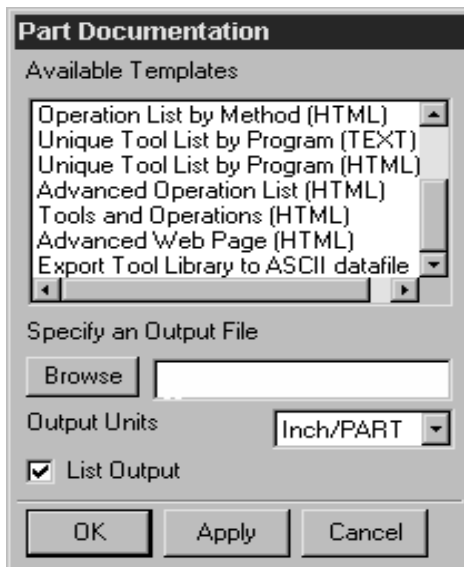 Part Documentation
Available Templates
Operation List by Method (HTML)
Unique Tool List by Program (TEXT)
Unique Tool List by Program (HTML)
Advanced Operation List (HTML)
Tools and Operations (HTML)
Advanced Web Page (HTML)
Export Tool Library to ASCII datafile
Specify an Output File
Browse
Output Units
Inch/PART
List Output
OK
Apply
Cancel